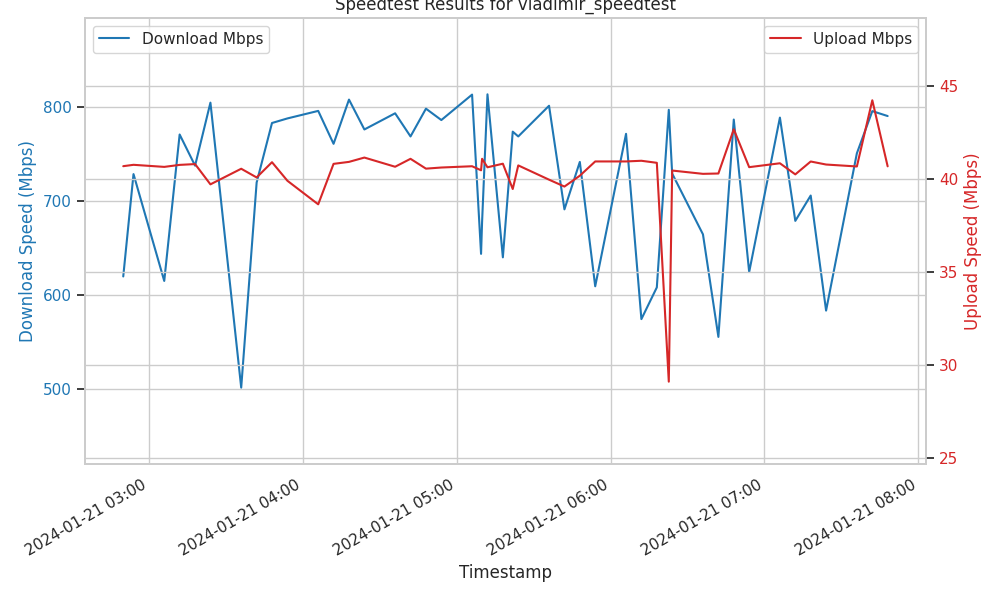 Speedtest Results for vladimir_speedtest
Download Mbps
Upload Mbps
Download Speed (Mbps)
800
700
600
500
45
40
35
30
25
Upload Speed (Mbps)
2024-01-21 03:00
2024-01-21 04:00
2024-01-21 05:00
2024-01-21 06:00
2024-01-21 07:00
2024-01-21 08:00
Timestamp